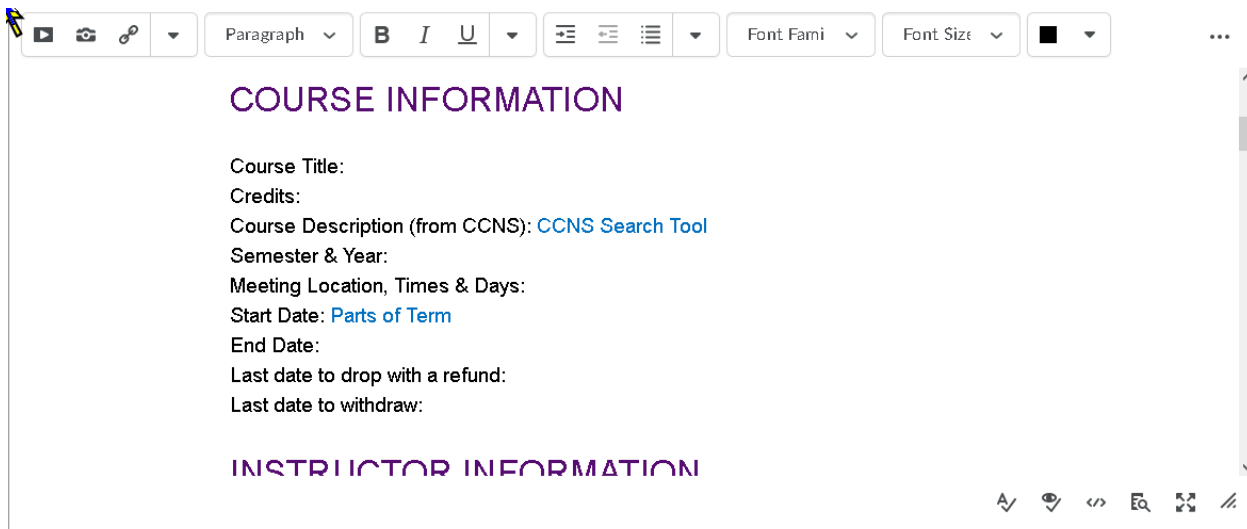 Paragraph B I U Font Fami Font Size
COURSE INFORMATION
Course Title:
Credits:
Course Description (from CCNS): CCNS Search Tool
Semester & Year:
Meeting Location, Times & Days:
Start Date: Parts of Term
End Date:
Last date to drop with a refund:
Last date to withdraw:
INSTRUCTOR INFORMATION